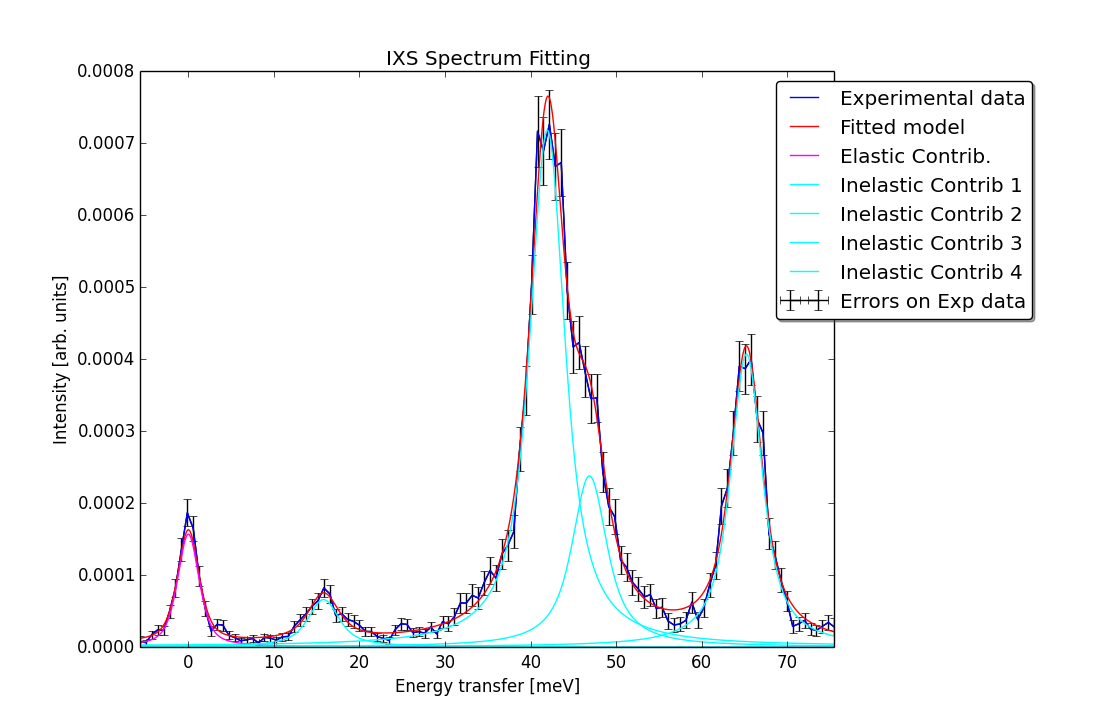 IXS Spectrum Fitting
0.0008
0.0007
0.0006
0.0005
0.0004
0.0003
0.0002
0.0001
0.0000
Intensity [arb. units]
0 10 20 30 40 50 60 70
Energy transfer [meV]
Experimental data
Fitted model
Elastic Contrib.
Inelastic Contrib 1
Inelastic Contrib 2
Inelastic Contrib 3
Inelastic Contrib 4
Errors on Exp data